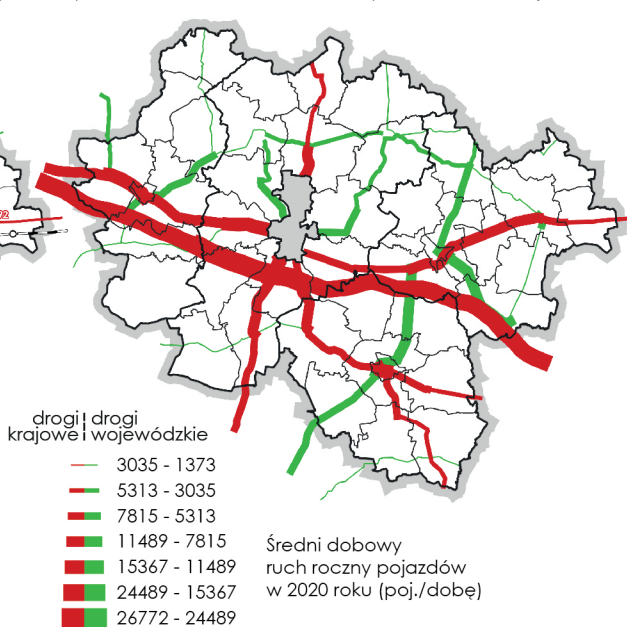 drogi drogi
krajowe wojewódzkie
3035 - 1373
5313 - 3035
7815 - 5313
11489 - 7815
15367 - 11489
24489 - 15367
26772 - 24489
Średni dobowy
ruch roczny pojazdów
w 2020 roku (poj./dobę)